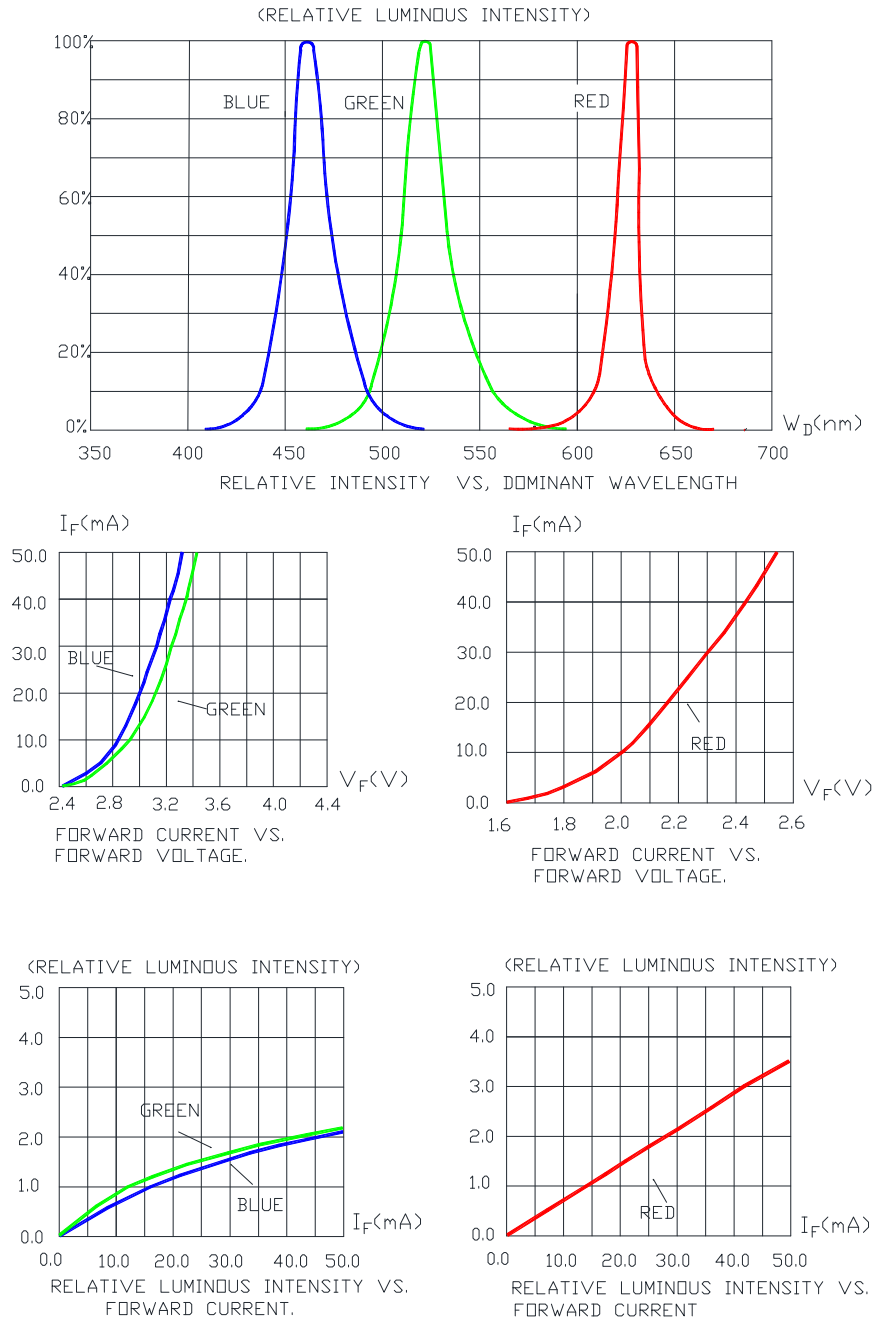 (RELATIVE LUMINOUS INTENSITY)
100%
80%
60%
40%
20%
0%
BLUE
GREEN
RED
W_D(nm)
350 400 450 500 550 600 650 700
RELATIVE INTENSITY VS, DOMINANT WAVELENGTH
I_F(mA)
50.0
40.0
30.0
20.0
10.0
0.0
BLUE
GREEN
V_F(V)
2.4 2.8 3.2 3.6 4.0 4.4
FORWARD CURRENT VS.
FORWARD VOLTAGE.
I_F(mA)
50.0
40.0
30.0
20.0
10.0
0.0
RED
V_F(V)
1.6 1.8 2.0 2.2 2.4 2.6
FORWARD CURRENT VS.
FORWARD VOLTAGE.
(RELATIVE LUMINOUS INTENSITY)
5.0
4.0
3.0
2.0
1.0
0.0
GREEN
BLUE
I_F(mA)
0.0 10.0 20.0 30.0 40.0 50.0
RELATIVE LUMINOUS INTENSITY VS.
FORWARD CURRENT.
(RELATIVE LUMINOUS INTENSITY)
5.0
4.0
3.0
2.0
1.0
0.0
RED
I_F(mA)
0.0 10.0 20.0 30.0 40.0 50.0
RELATIVE LUMINOUS INTENSITY VS.
FORWARD CURRENT